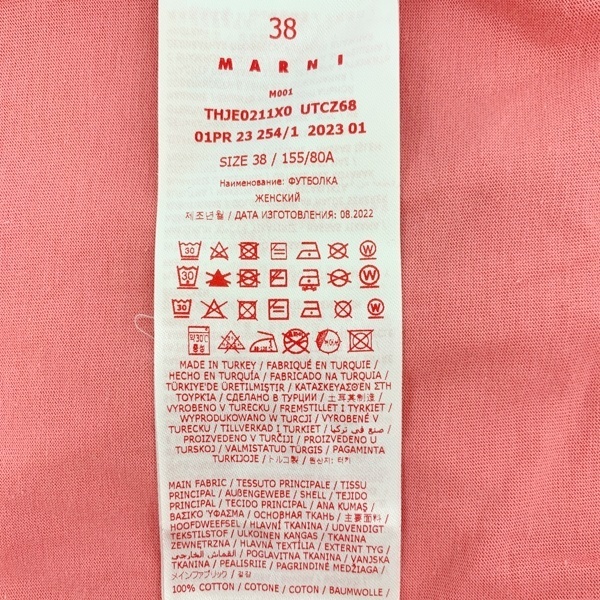 38
MARNI
M001
THJE0211X0 UTCZ68
01PR 23 254/1 2023 01
SIZE 38 / 155/80A
Наименование: ФУТБОЛКА
ЖЕНСКИЙ
제조년월 / ДАТА ИЗГОТОВЛЕНИЯ: 08.2022
MADE IN TURKEY / FABRIQUÉ EN TURQUIE /
HECHO EN TURQUÍA / FABRICADO NA TURQUIA /
TÜRKIYE'DE ÜRETILMIŞTIR / ΚΑΤΑΣΚΕΥΑΣΘΕΝ ΣΤΗ
ΤΟΥΡΚΙΑ / СДЕЛАНО В ТУРЦИИ / 土耳其制造 /
VYROBENO V TURECKU / FREMSTILLET I TYRKIET /
WYPRODUKOWANO W TURCJI / VYROBENÉ V
TURECKU / TILLVERKAD I TURKIET / صنع في تركيا /
PROIZVEDENO V TURČIJI / PROIZVEDENO U
TURSKOJ / VALMISTATUD TÜRGIS / PAGAMINTA
TURKIJOJE / トルコ製 / 원산지: 터키
MAIN FABRIC / TESSUTO PRINCIPALE / TISSU
PRINCIPAL / AUßENGEWEBE / SHELL / TEJIDO
PRINCIPAL / TECIDO PRINCIPAL / ANA KUMAŞ /
ΒΑΣΙΚΟ ΥΦΑΣΜΑ / ОСНОВНАЯ ТКАНЬ / 主要面料 /
HOOFDWEEFSEL / HLAVNÍ TKANINA / UDVENDIGT
TEKSTILSTOF / ULKOINEN KANGAS / TKANINA
ZEWNĘTRZNA / HLAVNÁ TEXTÍLIA / EXTERNT TYG /
القماش الخارجي / POGLAVITNA TKANINA / VANJSKA
TKANINA / PEALISRIIE / PAGRINDINĖ MEDŽIAGA /
メインファブリック / 겉감
100% COTTON / COTONE / COTON / BAUMWOLLE /